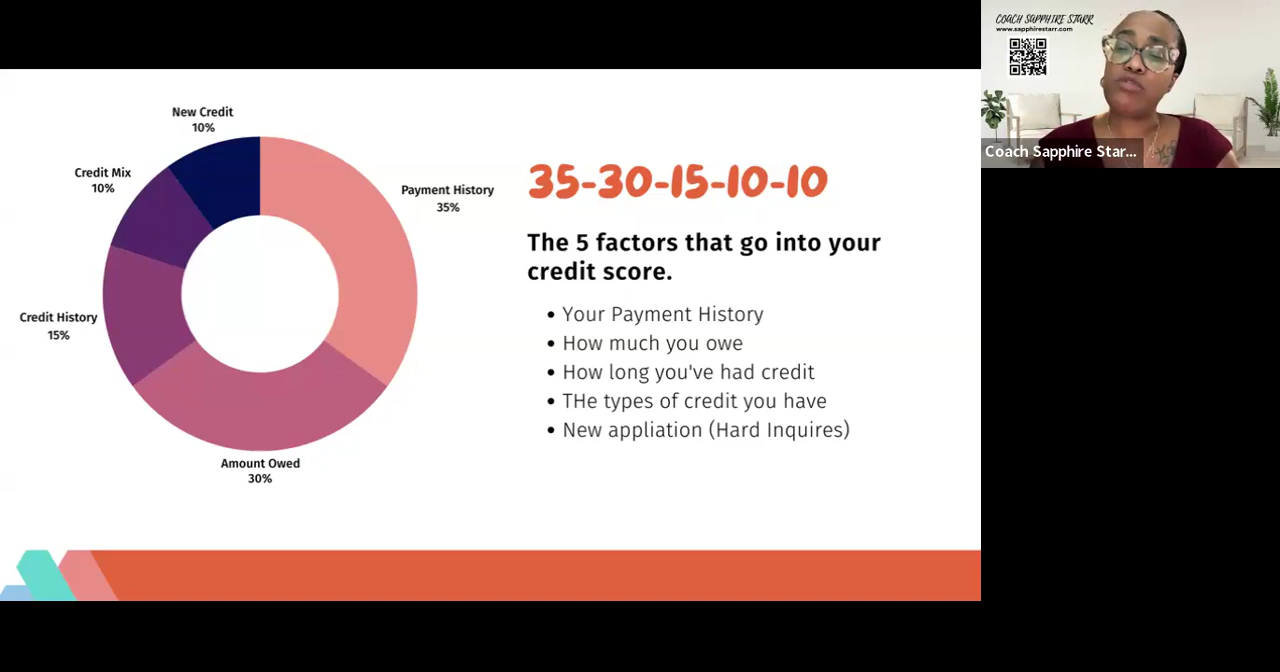 New Credit
10%
Credit Mix
10%
Payment History
35%
Credit History
15%
Amount Owed
30%
35-30-15-10-10
The 5 factors that go into your
credit score.
• Your Payment History
• How much you owe
• How long you've had credit
• THe types of credit you have
• New appliation (Hard Inquires)
COACH SAPPHIRE STARR
www.sapphirestarr.com
Coach Sapphire Star...